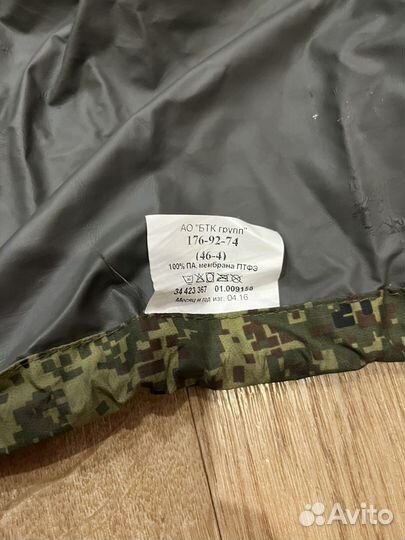 АО "БТК групп"
176-92-74
(46-4)
100% ПА, мембрана ПТФЭ
34 423 367 01.009156
Месяц и год изг. 04.16
Avito